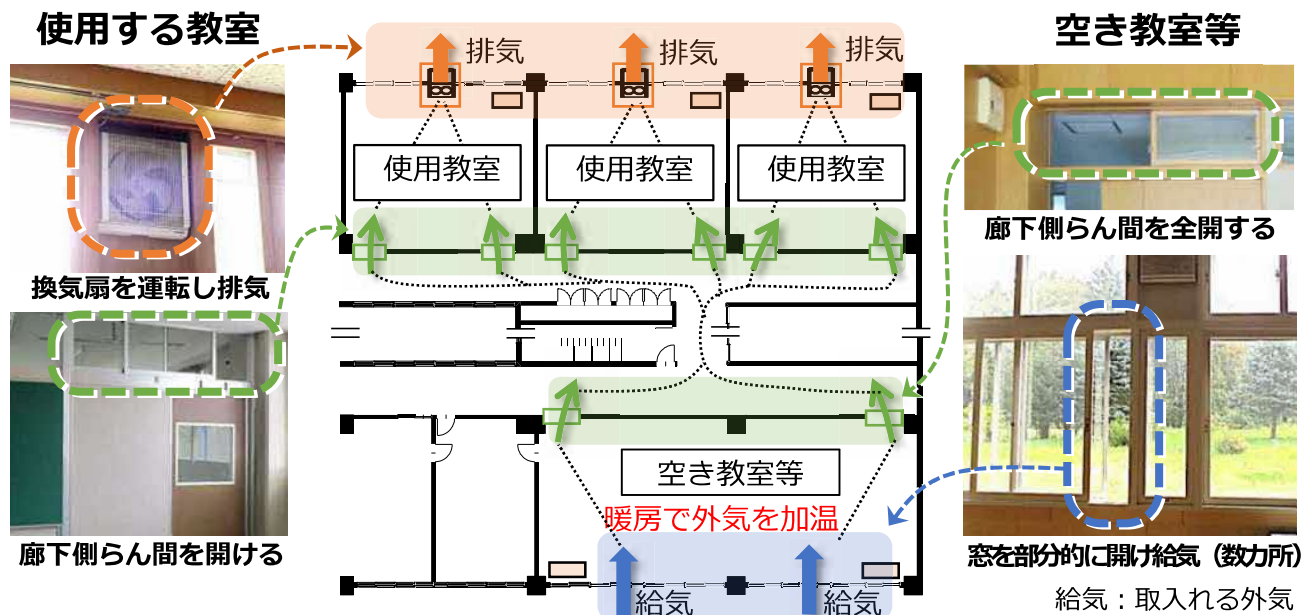 使用する教室
空き教室等
排気
排気
排気
使用教室
使用教室
使用教室
換気扇を運転し排気
廊下側らん間を全開する
廊下側らん間を開ける
空き教室等
暖房で外気を加温
給気
給気
窓を部分的に開け給気（数カ所）
給気：取入れる外気